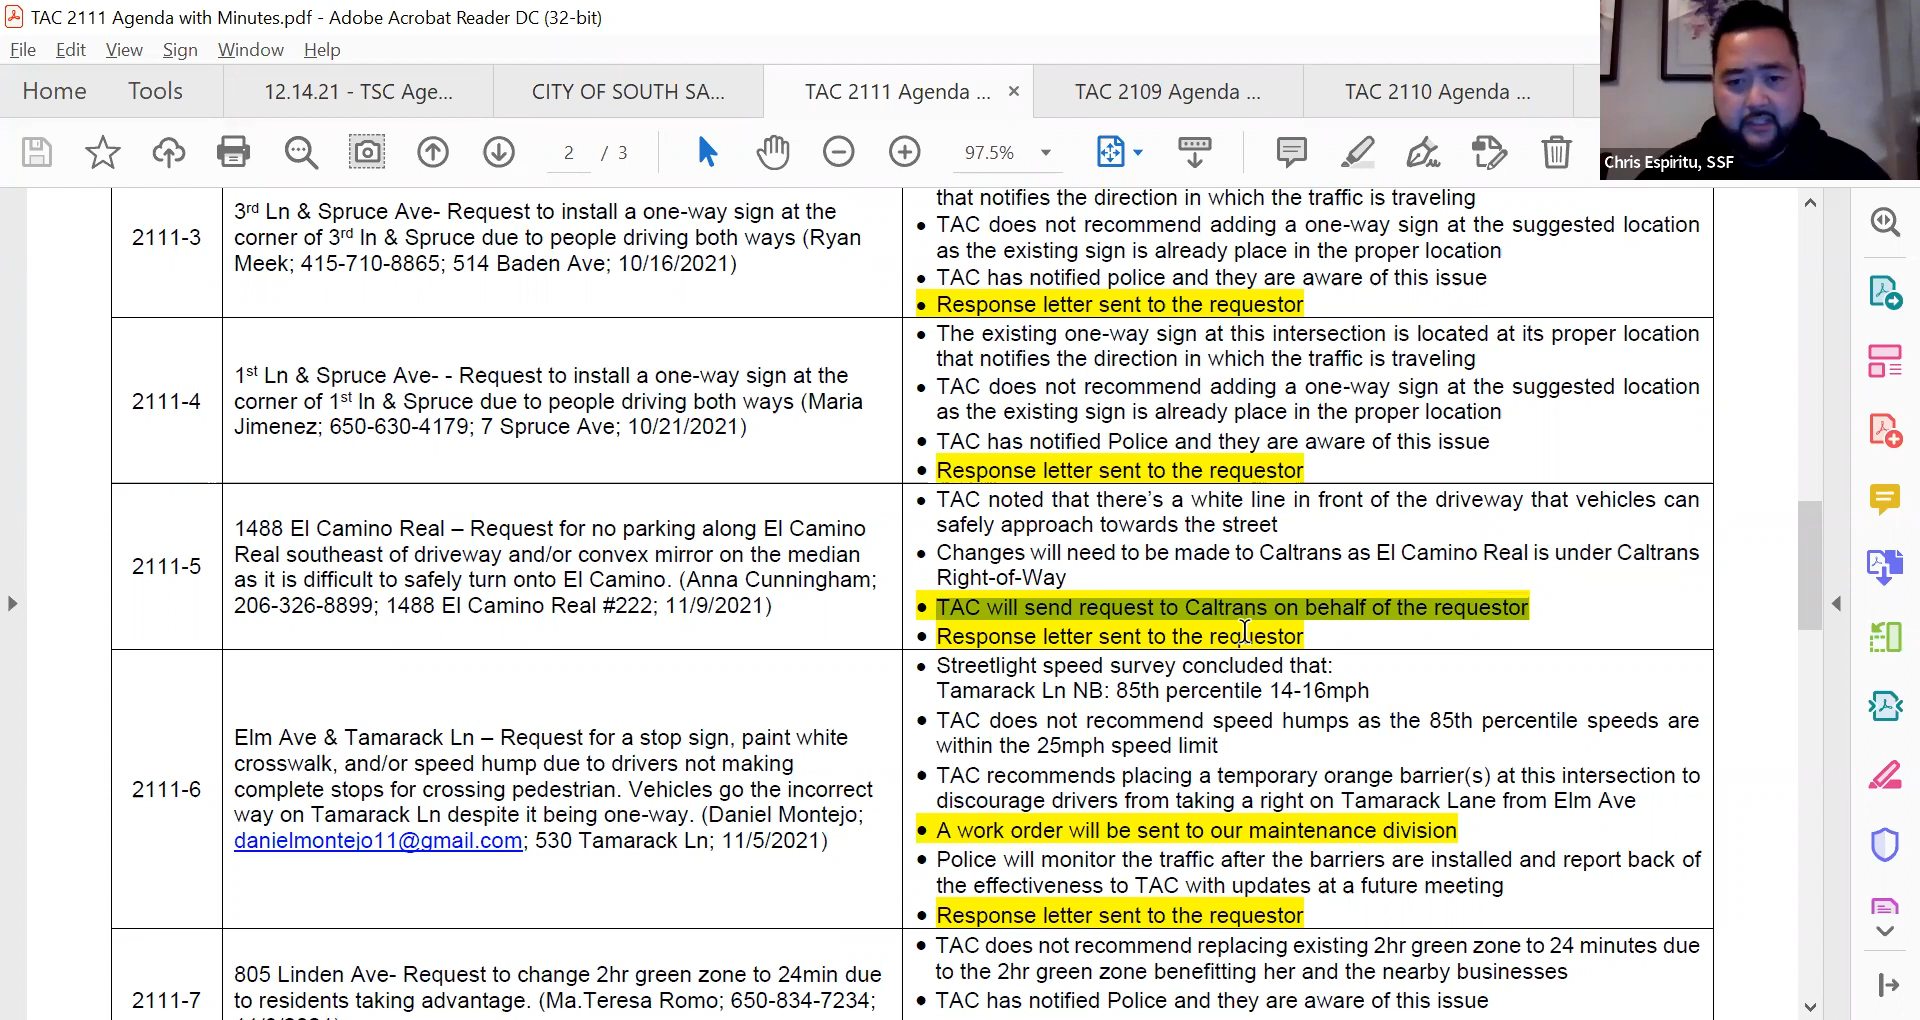 TAC 2111 Agenda with Minutes.pdf - Adobe Acrobat Reader DC (32-bit)
File Edit View Sign Window Help
Home Tools 12.14.21 - TSC Age... CITY OF SOUTH SA... TAC 2111 Agenda ... × TAC 2109 Agenda ... TAC 2110 Agenda ...
2 / 3 97.5%
Chris Espiritu, SSF
2111-3
3rd Ln & Spruce Ave- Request to install a one-way sign at the
corner of 3rd ln & Spruce due to people driving both ways (Ryan
Meek; 415-710-8865; 514 Baden Ave; 10/16/2021)
that notifies the direction in which the traffic is traveling
• TAC does not recommend adding a one-way sign at the suggested location
as the existing sign is already place in the proper location
• TAC has notified police and they are aware of this issue
• Response letter sent to the requestor
2111-4
1st Ln & Spruce Ave- - Request to install a one-way sign at the
corner of 1st ln & Spruce due to people driving both ways (Maria
Jimenez; 650-630-4179; 7 Spruce Ave; 10/21/2021)
• The existing one-way sign at this intersection is located at its proper location
that notifies the direction in which the traffic is traveling
• TAC does not recommend adding a one-way sign at the suggested location
as the existing sign is already place in the proper location
• TAC has notified Police and they are aware of this issue
• Response letter sent to the requestor
2111-5
1488 El Camino Real – Request for no parking along El Camino
Real southeast of driveway and/or convex mirror on the median
as it is difficult to safely turn onto El Camino. (Anna Cunningham;
206-326-8899; 1488 El Camino Real #222; 11/9/2021)
• TAC noted that there's a white line in front of the driveway that vehicles can
safely approach towards the street
• Changes will need to be made to Caltrans as El Camino Real is under Caltrans
Right-of-Way
• TAC will send request to Caltrans on behalf of the requestor
• Response letter sent to the requestor
2111-6
Elm Ave & Tamarack Ln – Request for a stop sign, paint white
crosswalk, and/or speed hump due to drivers not making
complete stops for crossing pedestrian. Vehicles go the incorrect
way on Tamarack Ln despite it being one-way. (Daniel Montejo;
danielmontejo11@gmail.com; 530 Tamarack Ln; 11/5/2021)
• Streetlight speed survey concluded that:
Tamarack Ln NB: 85th percentile 14-16mph
• TAC does not recommend speed humps as the 85th percentile speeds are
within the 25mph speed limit
• TAC recommends placing a temporary orange barrier(s) at this intersection to
discourage drivers from taking a right on Tamarack Lane from Elm Ave
• A work order will be sent to our maintenance division
• Police will monitor the traffic after the barriers are installed and report back of
the effectiveness to TAC with updates at a future meeting
• Response letter sent to the requestor
2111-7
805 Linden Ave- Request to change 2hr green zone to 24min due
to residents taking advantage. (Ma.Teresa Romo; 650-834-7234;
• TAC does not recommend replacing existing 2hr green zone to 24 minutes due
to the 2hr green zone benefitting her and the nearby businesses
• TAC has notified Police and they are aware of this issue